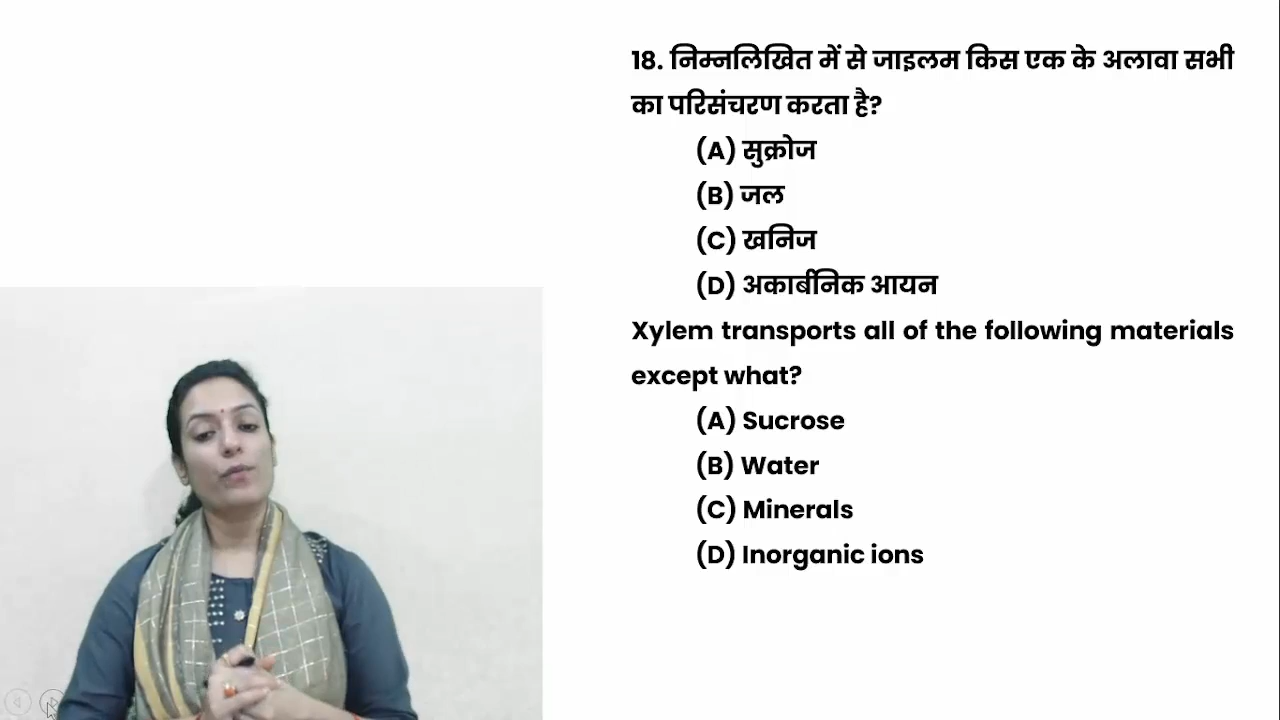 18. निम्नलिखित में से जाइलम किस एक के अलावा सभी
का परिसंचरण करता है?
(A) सुक्रोज
(B) जल
(C) खनिज
(D) अकार्बनिक आयन
Xylem transports all of the following materials
except what?
(A) Sucrose
(B) Water
(C) Minerals
(D) Inorganic ions